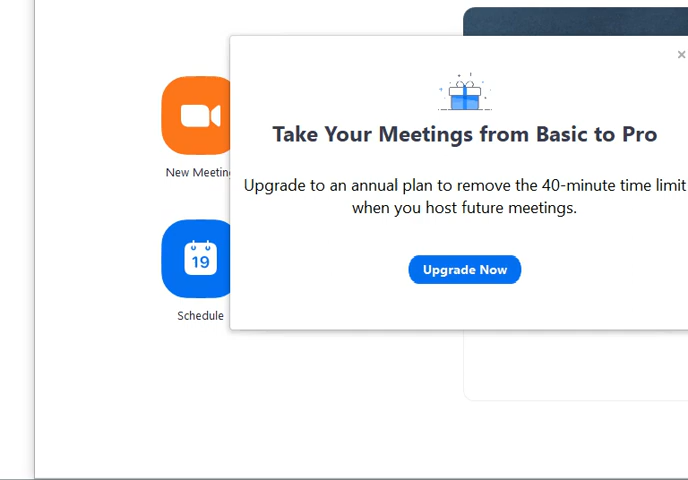 ×
Take Your Meetings from Basic to Pro
Upgrade to an annual plan to remove the 40-minute time limit
when you host future meetings.
Upgrade Now
New Meeting
19
Schedule